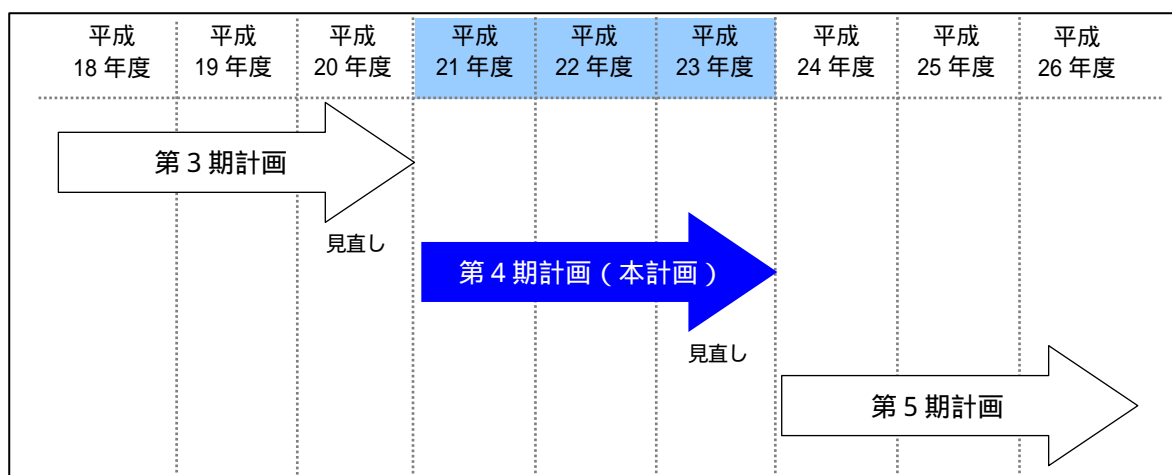 平成 平成 平成 平成 平成 平成 平成 平成 平成
18 年度 19 年度 20 年度 21 年度 22 年度 23 年度 24 年度 25 年度 26 年度
第３期計画
見直し
第４期計画（本計画）
見直し
第５期計画